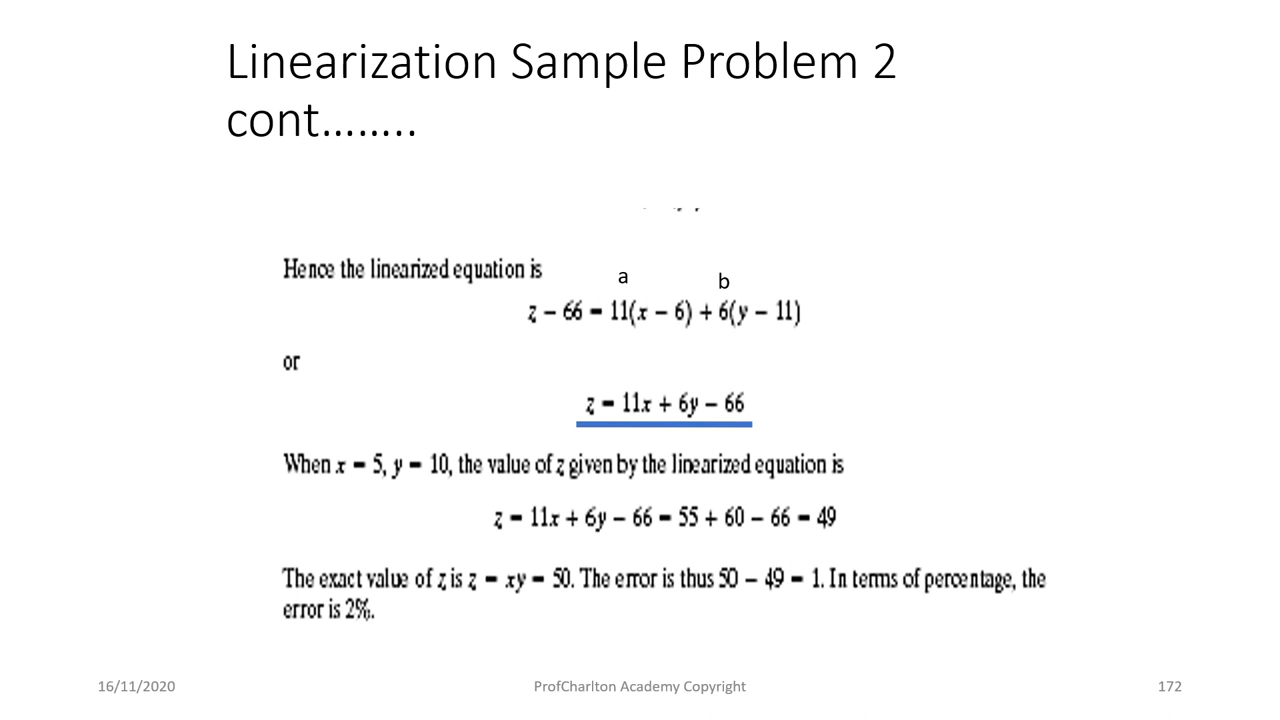 Linearization Sample Problem 2
cont……..
Hence the linearized equation is
a b
z − 66 = 11(x − 6) + 6(y − 11)
or
z = 11x + 6y − 66
When x = 5, y = 10, the value of z given by the linearized equation is
z = 11x + 6y − 66 = 55 + 60 − 66 = 49
The exact value of z is z = xy = 50. The error is thus 50 − 49 = 1. In terms of percentage, the
error is 2%.
16/11/2020 ProfCharlton Academy Copyright 172